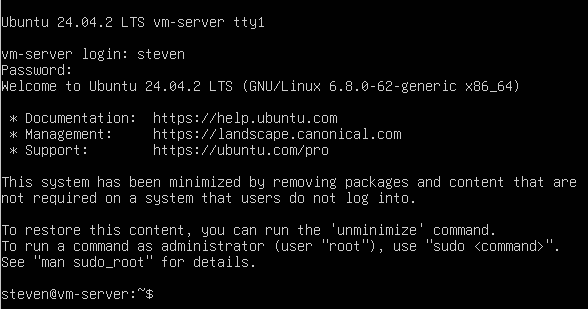 Ubuntu 24.04.2 LTS vm-server tty1
vm-server login: steven
Password:
Welcome to Ubuntu 24.04.2 LTS (GNU/Linux 6.8.0-62-generic x86_64)
* Documentation:  https://help.ubuntu.com
* Management:     https://landscape.canonical.com
* Support:        https://ubuntu.com/pro
This system has been minimized by removing packages and content that are
not required on a system that users do not log into.
To restore this content, you can run the 'unminimize' command.
To run a command as administrator (user "root"), use "sudo <command>".
See "man sudo_root" for details.
steven@vm-server:~$